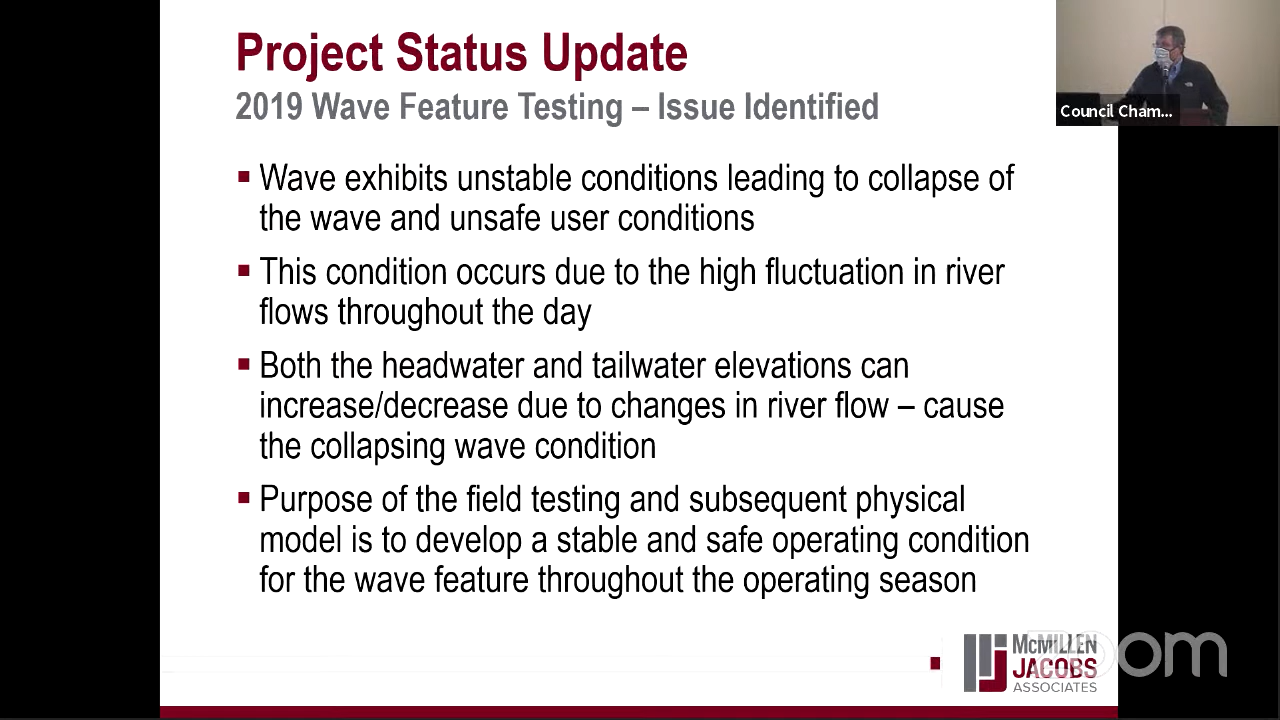 Project Status Update
2019 Wave Feature Testing – Issue Identified
Council Cham...
▪ Wave exhibits unstable conditions leading to collapse of
the wave and unsafe user conditions
▪ This condition occurs due to the high fluctuation in river
flows throughout the day
▪ Both the headwater and tailwater elevations can
increase/decrease due to changes in river flow – cause
the collapsing wave condition
▪ Purpose of the field testing and subsequent physical
model is to develop a stable and safe operating condition
for the wave feature throughout the operating season
McMILLEN
JACOBS
ASSOCIATES
zoom